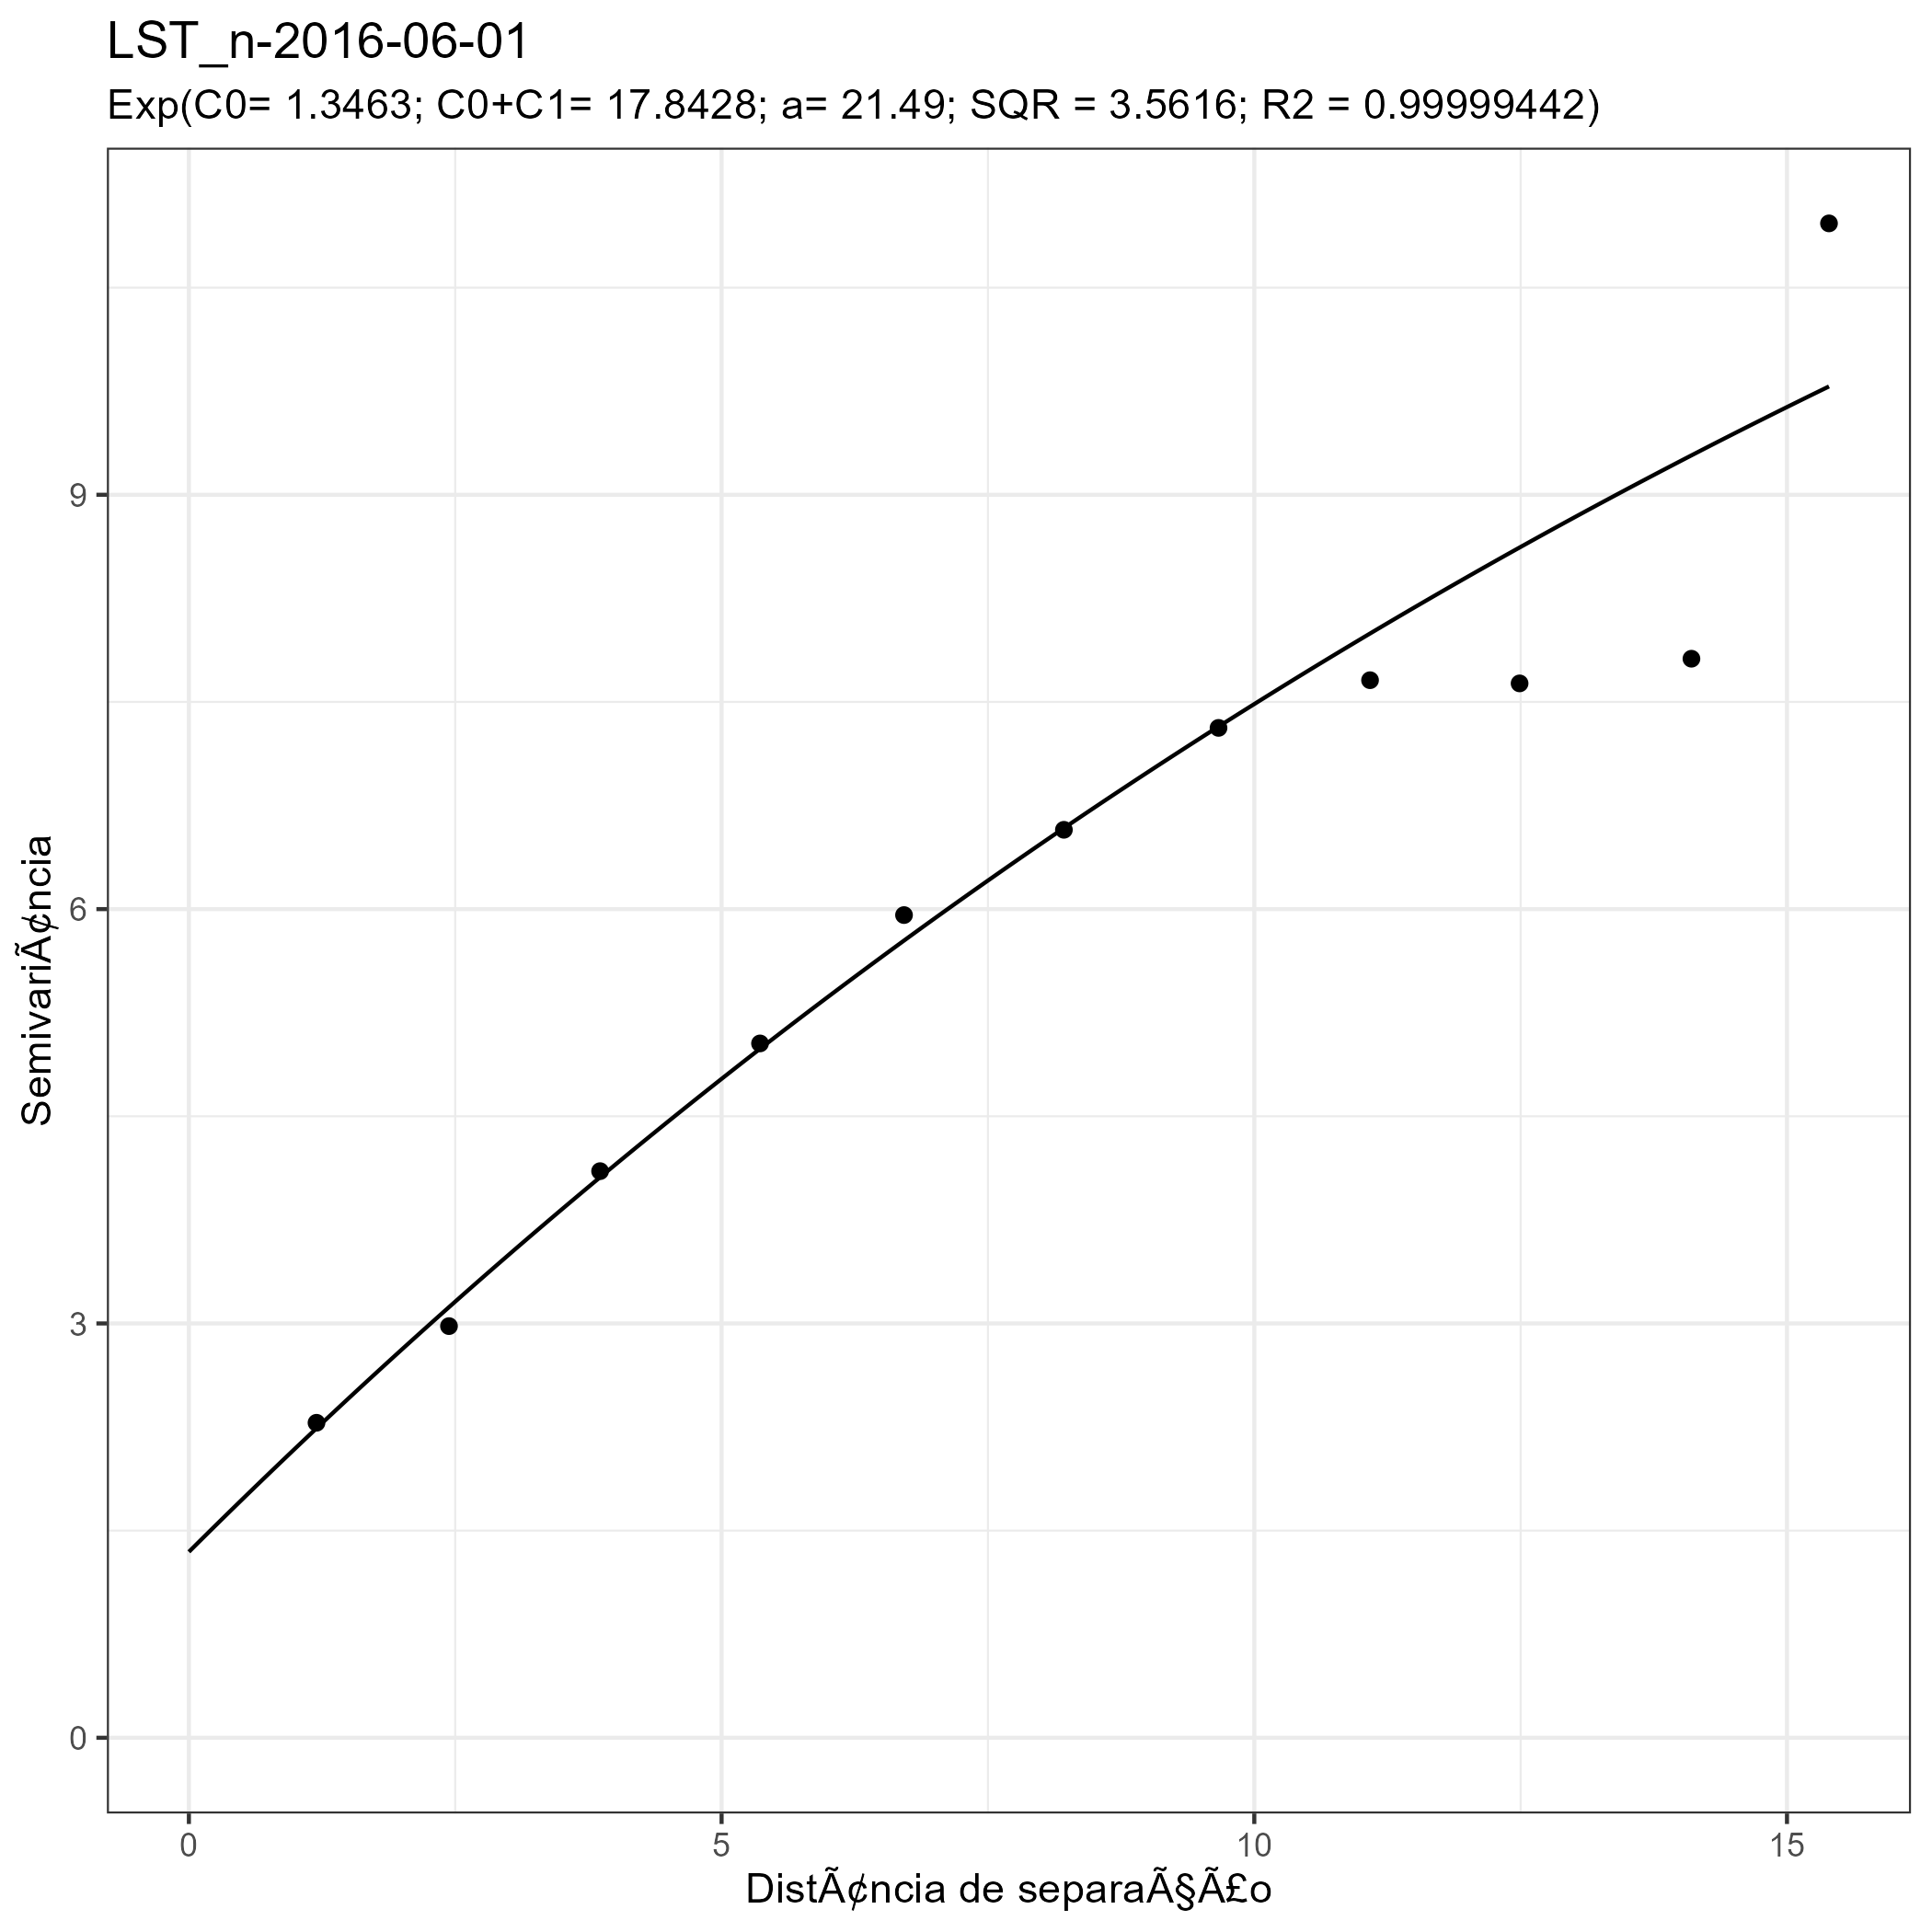 LST_n-2016-06-01
Exp(C0= 1.3463; C0+C1= 17.8428; a= 21.49; SQR = 3.5616; R2 = 0.99999442)
SemivariÃ¢ncia
9
6
3
0
0 5 10 15
DistÃ¢ncia de separaÃ§Ã£o